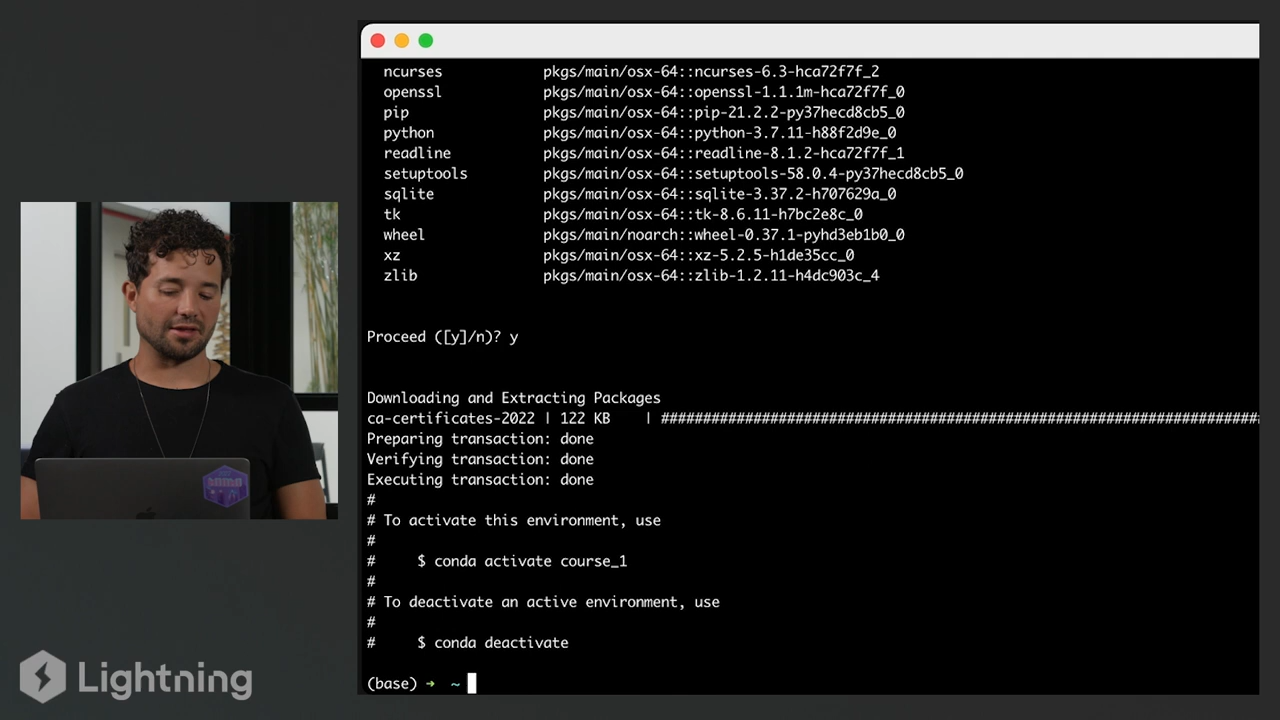 ncurses pkgs/main/osx-64::ncurses-6.3-hca72f7f_2
openssl pkgs/main/osx-64::openssl-1.1.1m-hca72f7f_0
pip pkgs/main/osx-64::pip-21.2.2-py37hecd8cb5_0
python pkgs/main/osx-64::python-3.7.11-h88f2d9e_0
readline pkgs/main/osx-64::readline-8.1.2-hca72f7f_1
setuptools pkgs/main/osx-64::setuptools-58.0.4-py37hecd8cb5_0
sqlite pkgs/main/osx-64::sqlite-3.37.2-h707629a_0
tk pkgs/main/osx-64::tk-8.6.11-h7bc2e8c_0
wheel pkgs/main/noarch::wheel-0.37.1-pyhd3eb1b0_0
xz pkgs/main/osx-64::xz-5.2.5-h1de35cc_0
zlib pkgs/main/osx-64::zlib-1.2.11-h4dc903c_4
Proceed ([y]/n)? y
Downloading and Extracting Packages
ca-certificates-2022 | 122 KB | #######################################################################
Preparing transaction: done
Verifying transaction: done
Executing transaction: done
#
# To activate this environment, use
#
# $ conda activate course_1
#
# To deactivate an active environment, use
#
# $ conda deactivate
(base) ➜ ~
Lightning